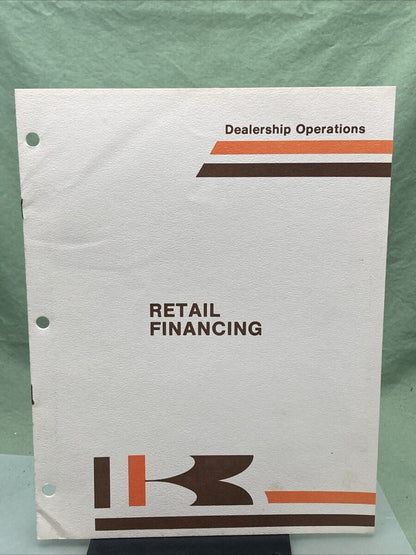 Dealership Operations
RETAIL
FINANCING